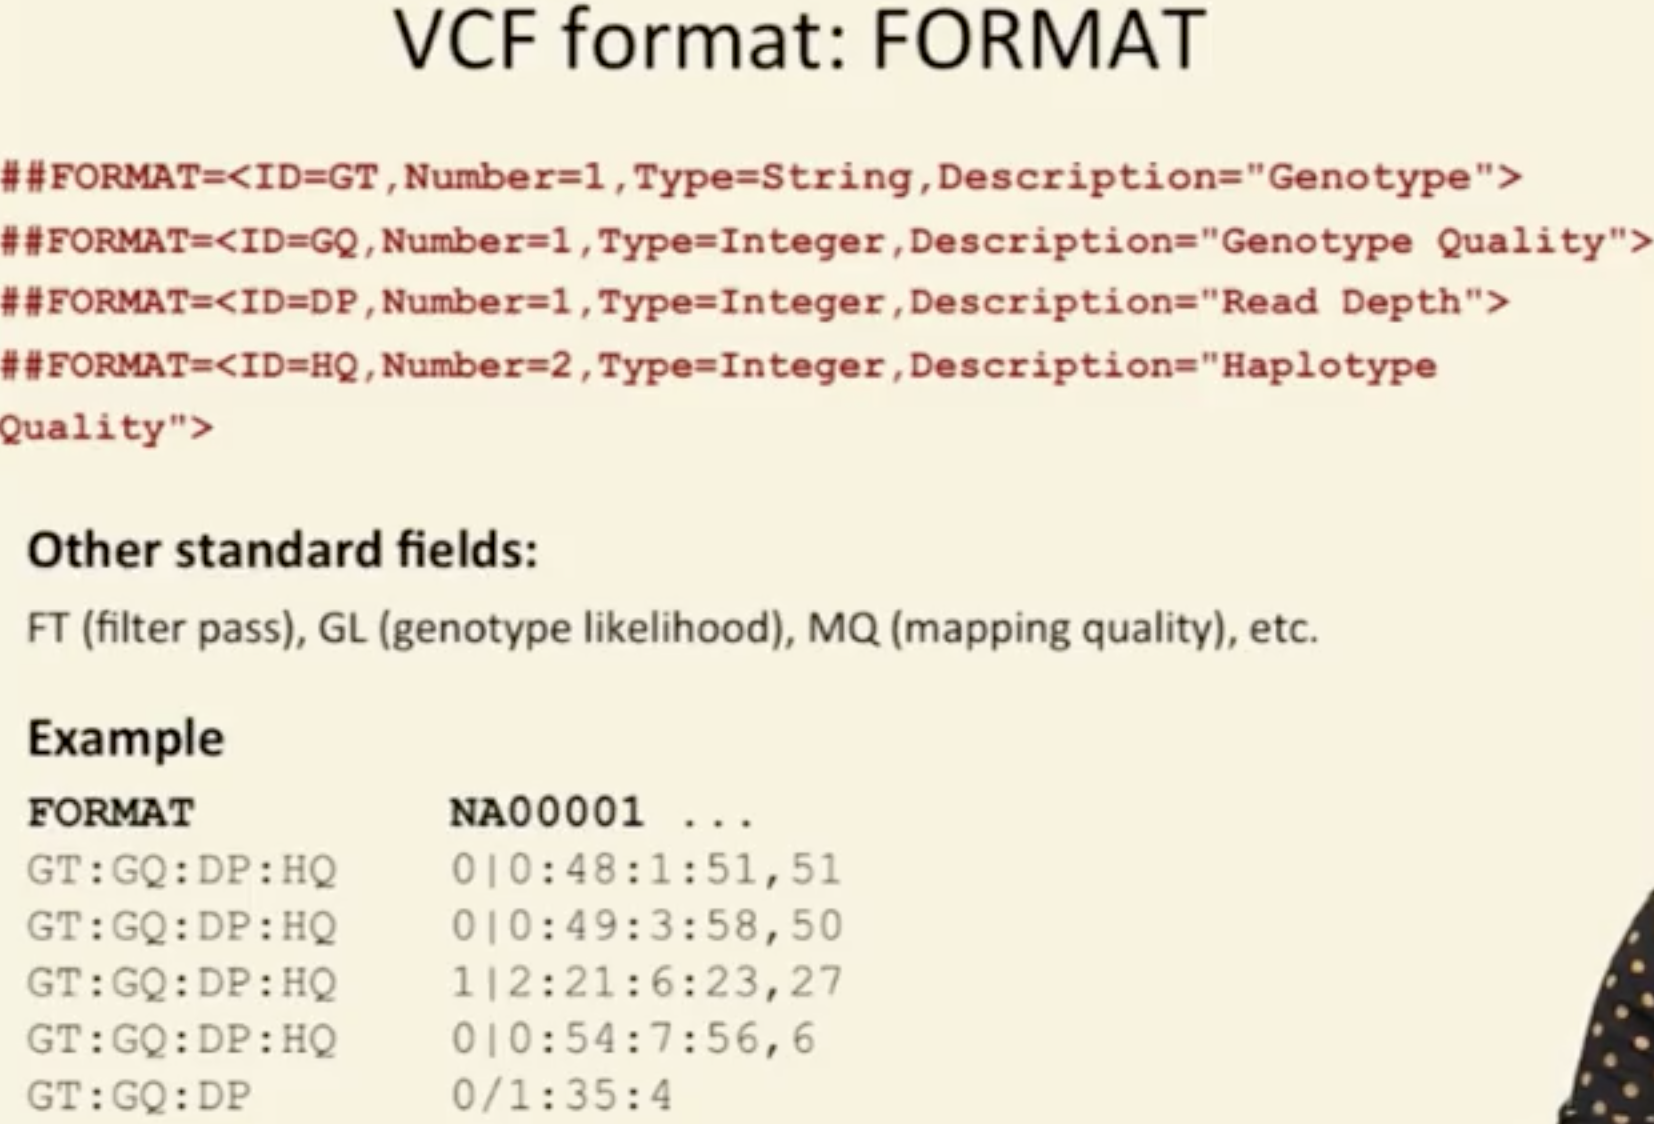 VCF format: FORMAT
##FORMAT=<ID=GT,Number=1,Type=String,Description="Genotype">
##FORMAT=<ID=GQ,Number=1,Type=Integer,Description="Genotype Quality">
##FORMAT=<ID=DP,Number=1,Type=Integer,Description="Read Depth">
##FORMAT=<ID=HQ,Number=2,Type=Integer,Description="Haplotype
Quality">
Other standard fields:
FT (filter pass), GL (genotype likelihood), MQ (mapping quality), etc.
Example
FORMAT NA00001 ...
GT:GQ:DP:HQ 0|0:48:1:51,51
GT:GQ:DP:HQ 0|0:49:3:58,50
GT:GQ:DP:HQ 1|2:21:6:23,27
GT:GQ:DP:HQ 0|0:54:7:56,6
GT:GQ:DP 0/1:35:4